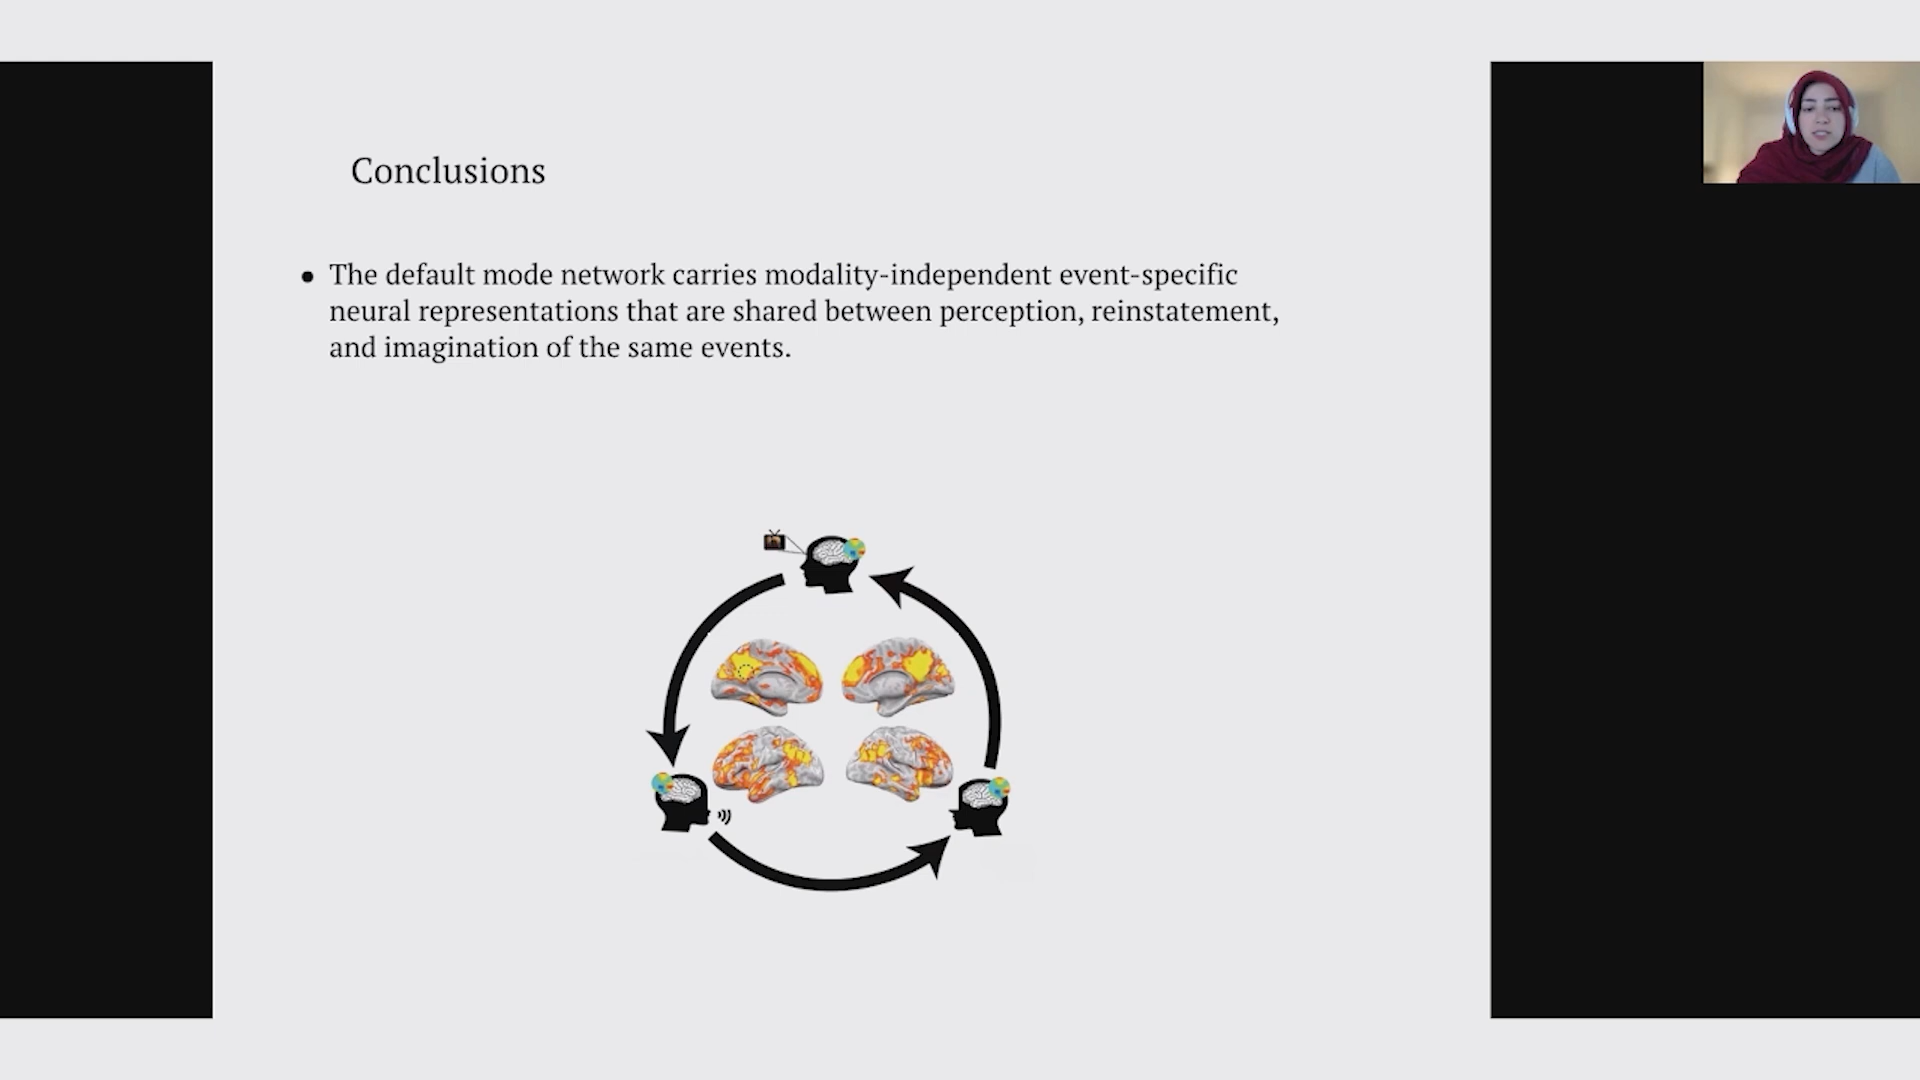 Conclusions
• The default mode network carries modality-independent event-specific
neural representations that are shared between perception, reinstatement,
and imagination of the same events.